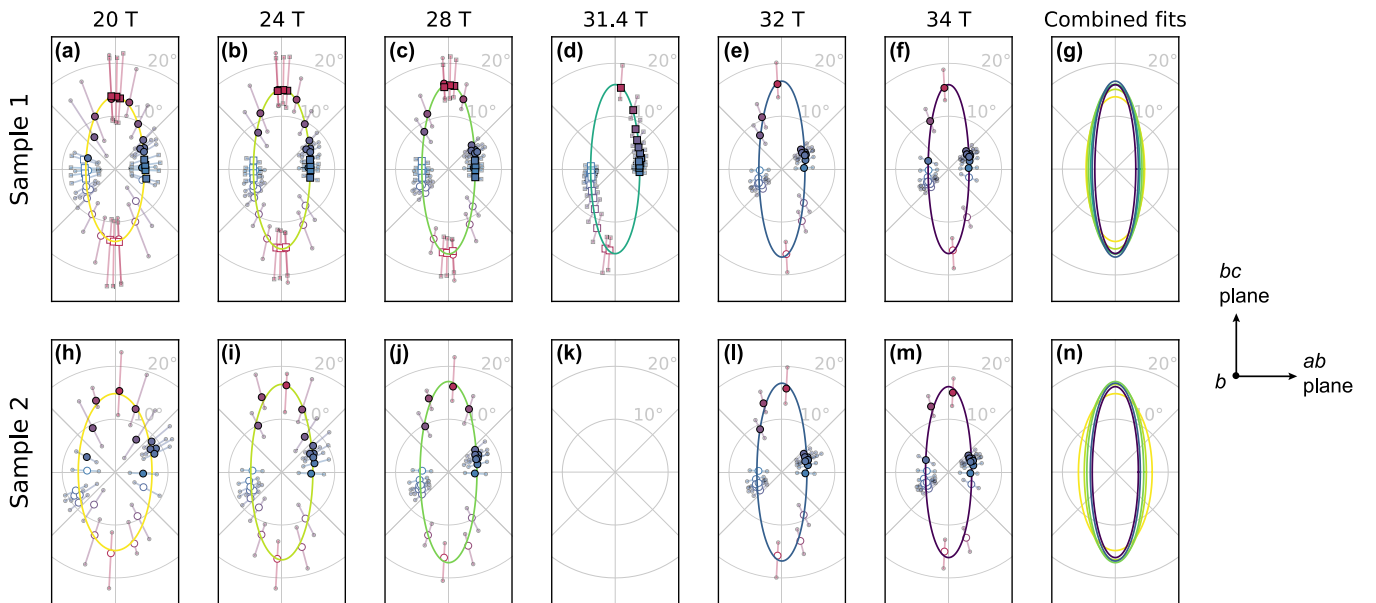 20 T 24 T 28 T 31.4 T 32 T 34 T Combined fits
Sample 1
(a) 20° 10°
(b) 20° 10°
(c) 20° 10°
(d) 20° 10°
(e) 20° 10°
(f) 20° 10°
(g) 20° 10°
bc
plane
b
ab
plane
Sample 2
(h) 20° 10°
(i) 20° 10°
(j) 20° 10°
(k) 20° 10°
(l) 20° 10°
(m) 20° 10°
(n) 20° 10°